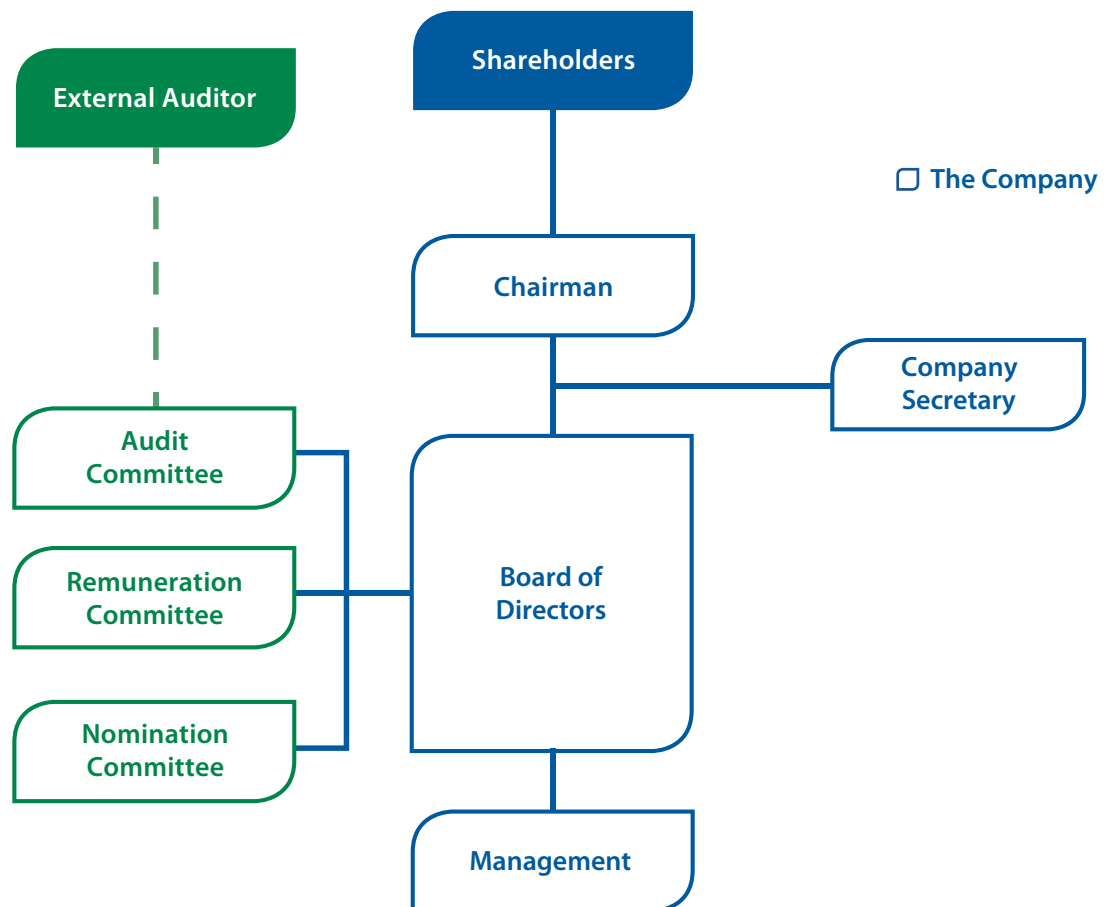 Shareholders
External Auditor
The Company
Chairman
Company
Secretary
Audit
Committee
Remuneration
Committee
Board of
Directors
Nomination
Committee
Management